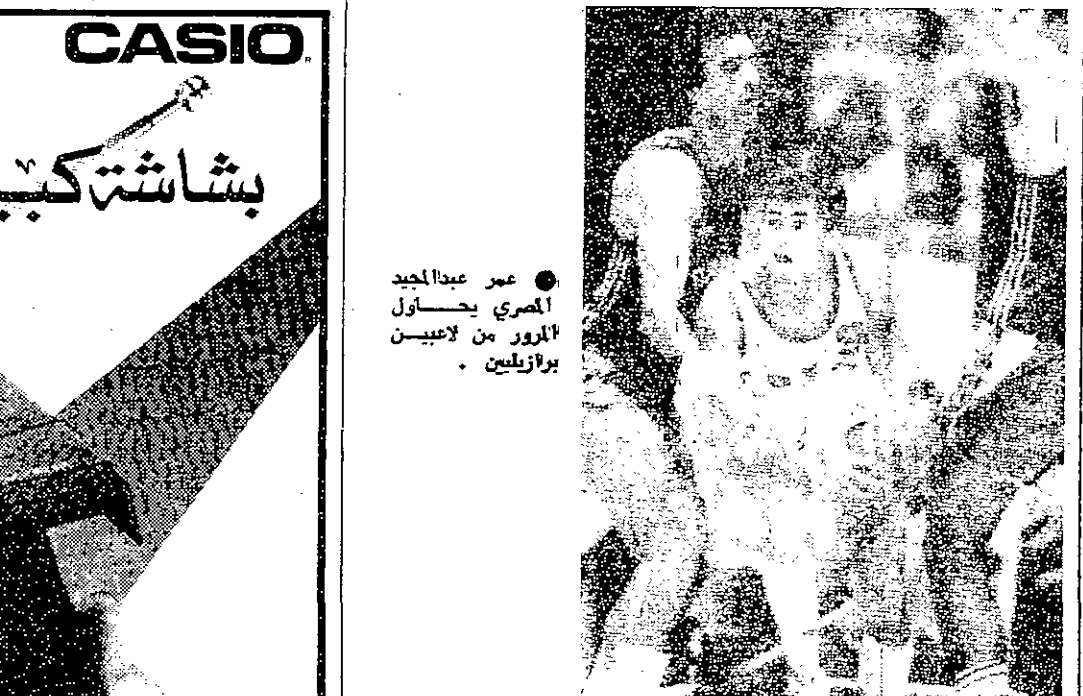 CASIO
بشاشة كبيـ
● عمر عبدالمجيد
المصري يحـــاول
المرور من لاعبيـــن
برازيليين .